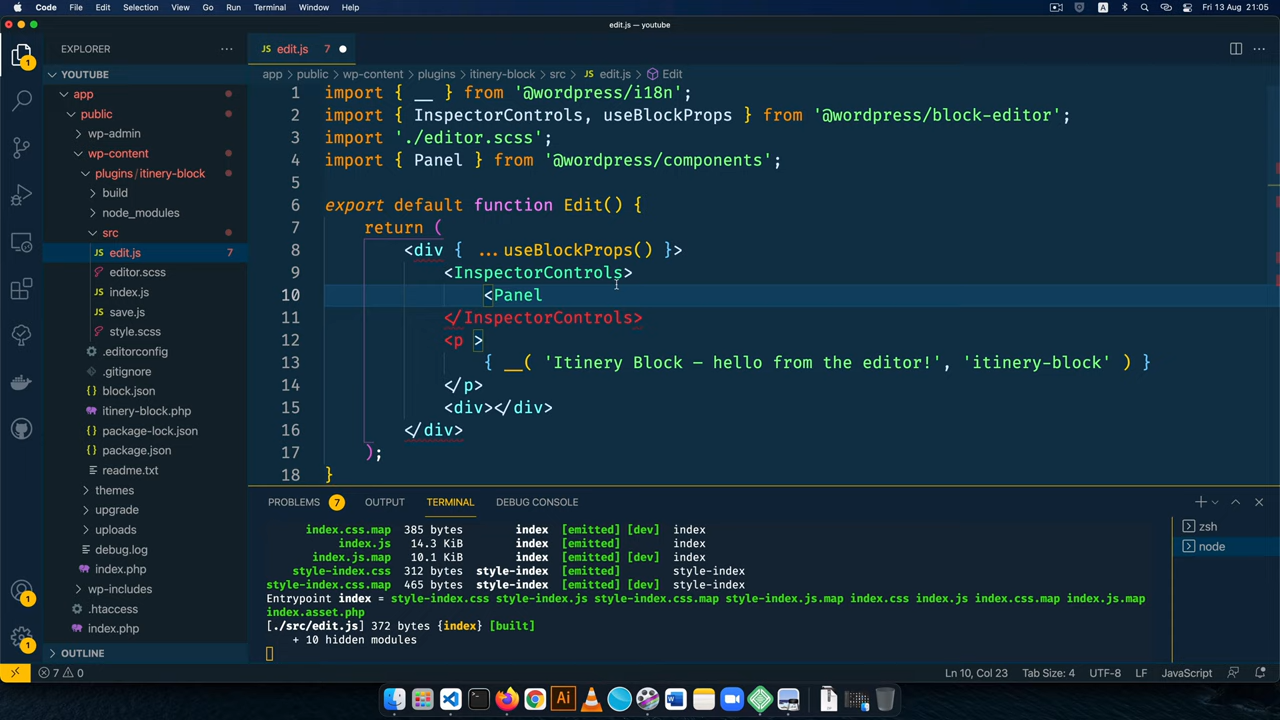 Code File Edit Selection View Go Run Terminal Window Help A Fri 13 Aug 21:05
edit.js — youtube
EXPLORER ···
JS edit.js 7
YOUTUBE
app > public > wp-content > plugins > itinery-block > src > JS edit.js > Edit
app
public
wp-admin
wp-content
plugins / itinery-block
build
node_modules
src
JS edit.js 7
editor.scss
JS index.js
JS save.js
style.scss
.editorconfig
.gitignore
block.json
itinery-block.php
package-lock.json
package.json
readme.txt
themes
upgrade
uploads
debug.log
index.php
wp-includes
.htaccess
index.php
OUTLINE
1 import { __ } from '@wordpress/i18n';
2 import { InspectorControls, useBlockProps } from '@wordpress/block-editor';
3 import './editor.scss';
4 import { Panel } from '@wordpress/components';
5
6 export default function Edit() {
7 return (
8 <div { ...useBlockProps() }>
9 <InspectorControls>
10 <Panel
11 </InspectorControls>
12 <p >
13 { __( 'Itinery Block – hello from the editor!', 'itinery-block' ) }
14 </p>
15 <div></div>
16 </div>
17 );
18 }
PROBLEMS 7 OUTPUT TERMINAL DEBUG CONSOLE
index.css.map 385 bytes index [emitted] [dev] index
index.js 14.3 KiB index [emitted] index
index.js.map 10.1 KiB index [emitted] [dev] index
style-index.css 312 bytes style-index [emitted] style-index
style-index.css.map 465 bytes style-index [emitted] [dev] style-index
Entrypoint index = style-index.css style-index.js style-index.css.map style-index.js.map index.css index.js index.css.map index.js.map
index.asset.php
[./src/edit.js] 372 bytes {index} [built]
+ 10 hidden modules
zsh
node
1
1
1
7 0 Ln 10, Col 23 Tab Size: 4 UTF-8 LF JavaScript
Ai W